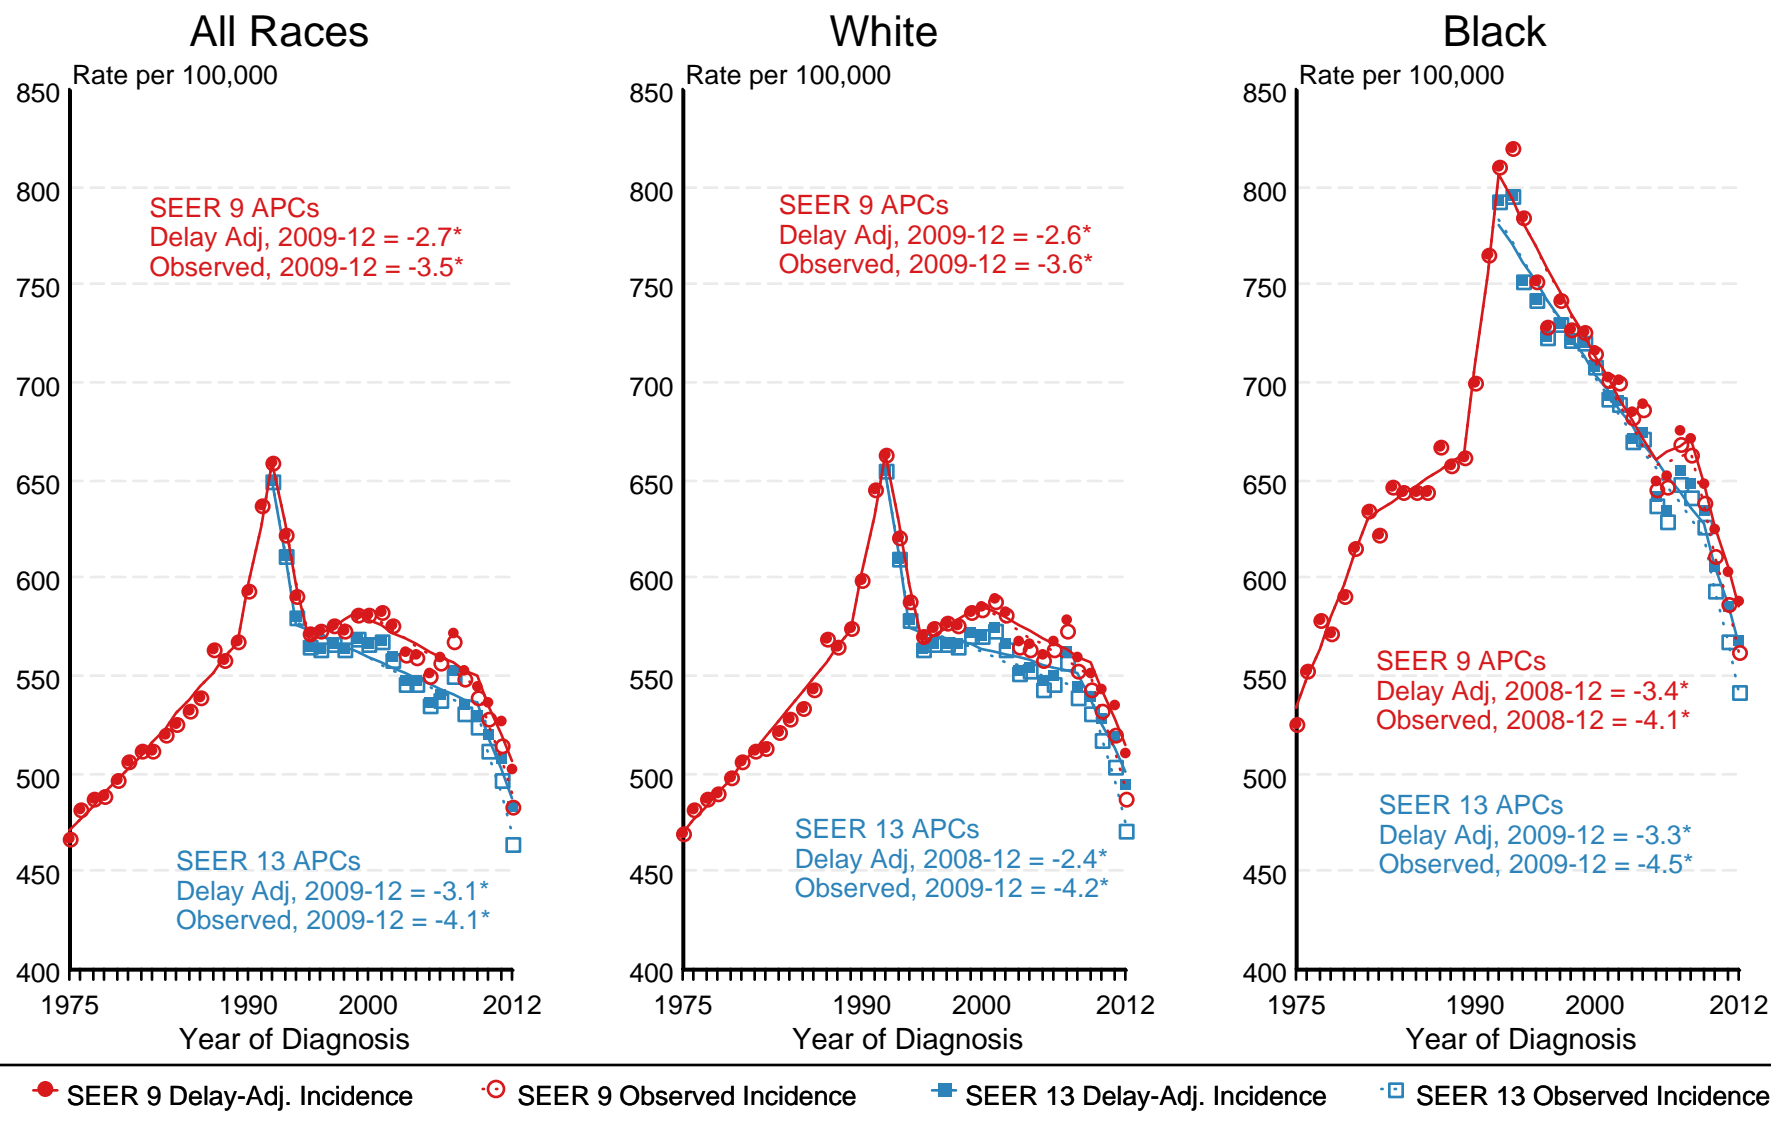 All Races
Rate per 100,000
850
800
750
700
650
600
550
500
450
400
SEER 9 APCs
Delay Adj, 2009-12 = -2.7*
Observed, 2009-12 = -3.5*
SEER 13 APCs
Delay Adj, 2009-12 = -3.1*
Observed, 2009-12 = -4.1*
1975 1990 2000 2012
Year of Diagnosis
White
Rate per 100,000
850
800
750
700
650
600
550
500
450
400
SEER 9 APCs
Delay Adj, 2009-12 = -2.6*
Observed, 2009-12 = -3.6*
SEER 13 APCs
Delay Adj, 2008-12 = -2.4*
Observed, 2009-12 = -4.2*
1975 1990 2000 2012
Year of Diagnosis
Black
Rate per 100,000
850
800
750
700
650
600
550
500
450
400
SEER 9 APCs
Delay Adj, 2008-12 = -3.4*
Observed, 2008-12 = -4.1*
SEER 13 APCs
Delay Adj, 2009-12 = -3.3*
Observed, 2009-12 = -4.5*
1975 1990 2000 2012
Year of Diagnosis
SEER 9 Delay-Adj. Incidence
SEER 9 Observed Incidence
SEER 13 Delay-Adj. Incidence
SEER 13 Observed Incidence